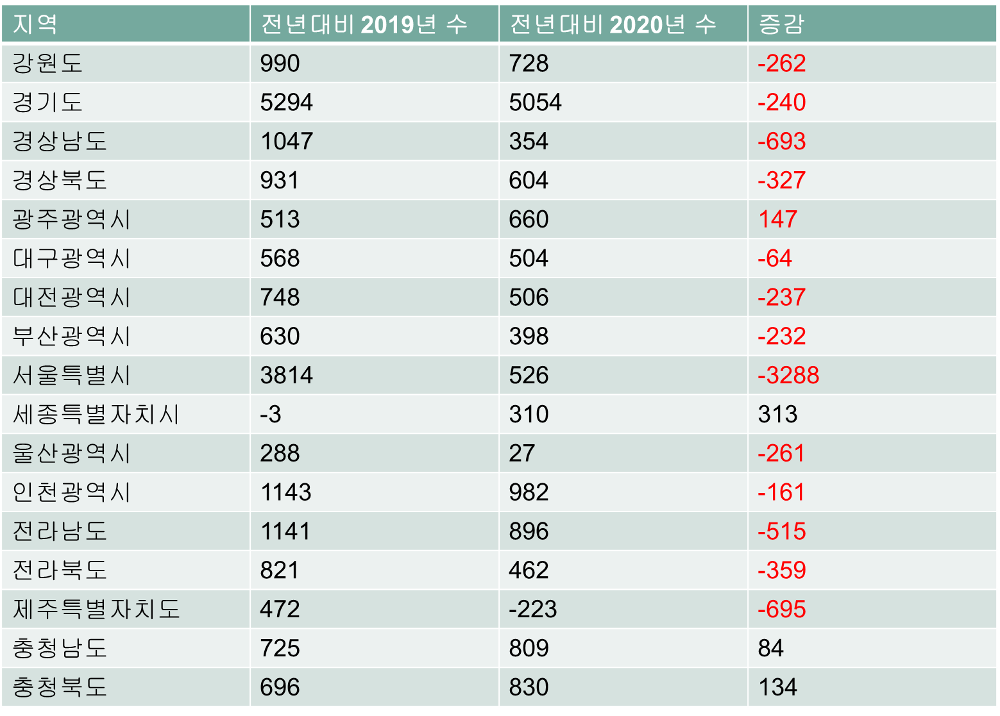 지역 전년대비 2019년 수 전년대비 2020년 수 증감
강원도 990 728 -262
경기도 5294 5054 -240
경상남도 1047 354 -693
경상북도 931 604 -327
광주광역시 513 660 147
대구광역시 568 504 -64
대전광역시 748 506 -237
부산광역시 630 398 -232
서울특별시 3814 526 -3288
세종특별자치시 -3 310 313
울산광역시 288 27 -261
인천광역시 1143 982 -161
전라남도 1141 896 -515
전라북도 821 462 -359
제주특별자치도 472 -223 -695
충청남도 725 809 84
충청북도 696 830 134